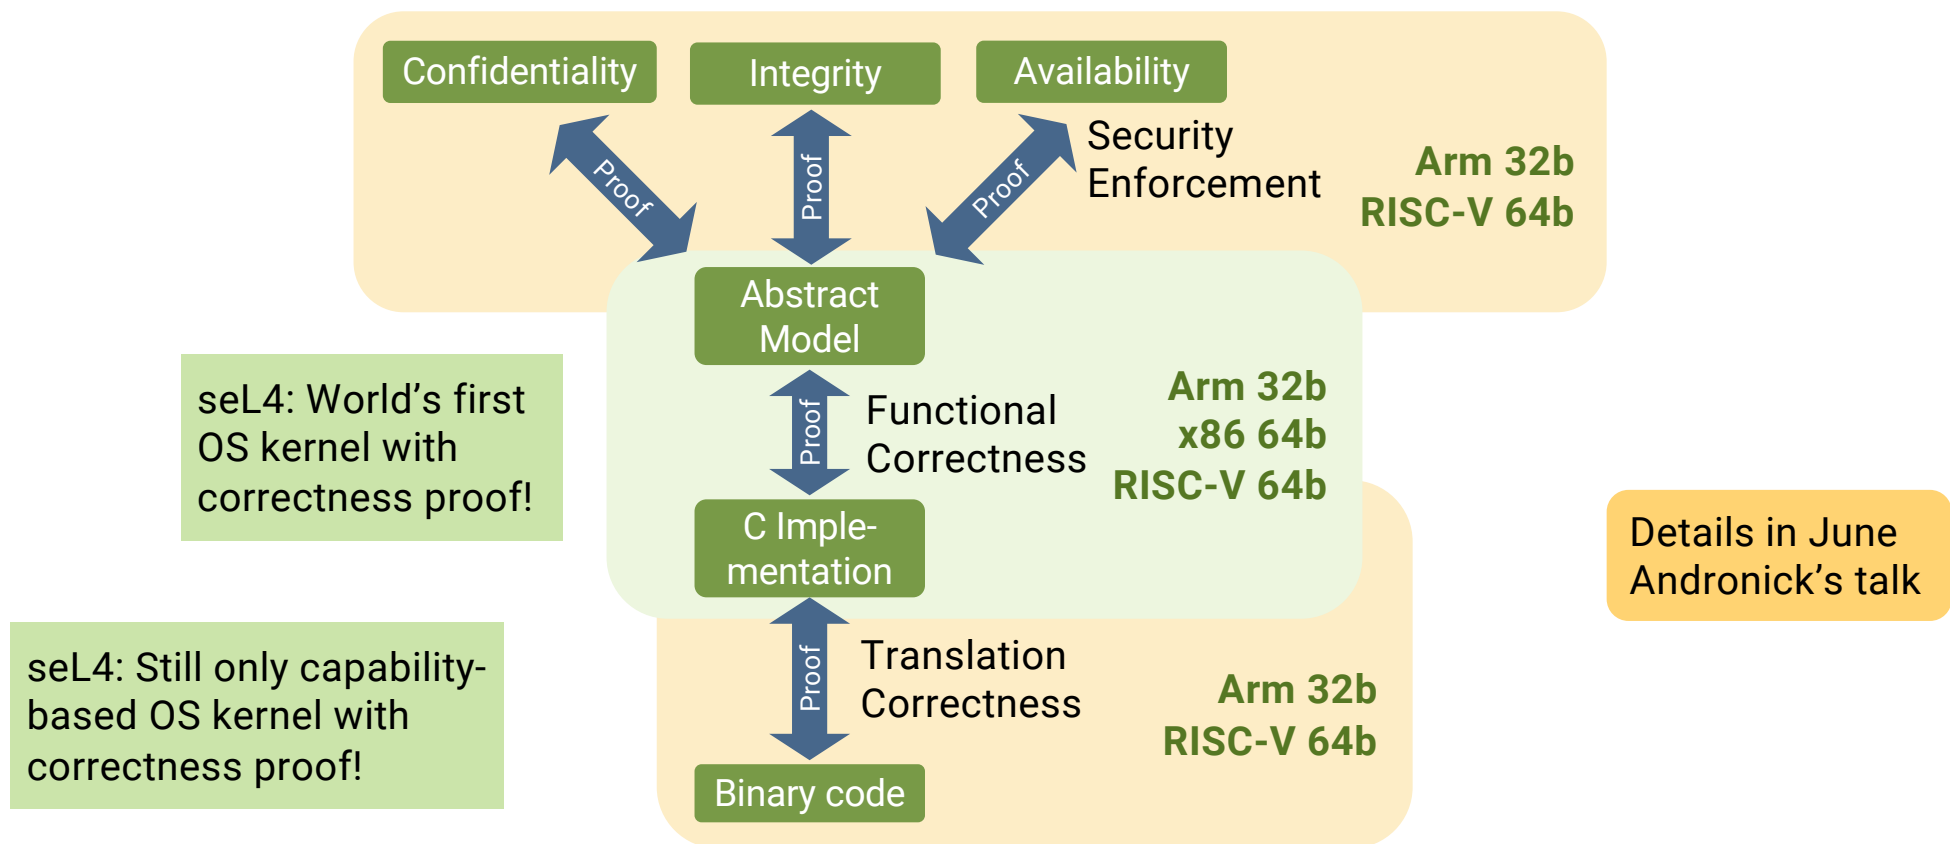 Confidentiality
Integrity
Availability
Proof
Proof
Proof
Security
Enforcement
Arm 32b
RISC-V 64b
Abstract
Model
Proof
Functional
Correctness
Arm 32b
x86 64b
RISC-V 64b
seL4: World’s first
OS kernel with
correctness proof!
C Imple-
mentation
Details in June
Andronick’s talk
seL4: Still only capability-
based OS kernel with
correctness proof!
Proof
Translation
Correctness
Arm 32b
RISC-V 64b
Binary code